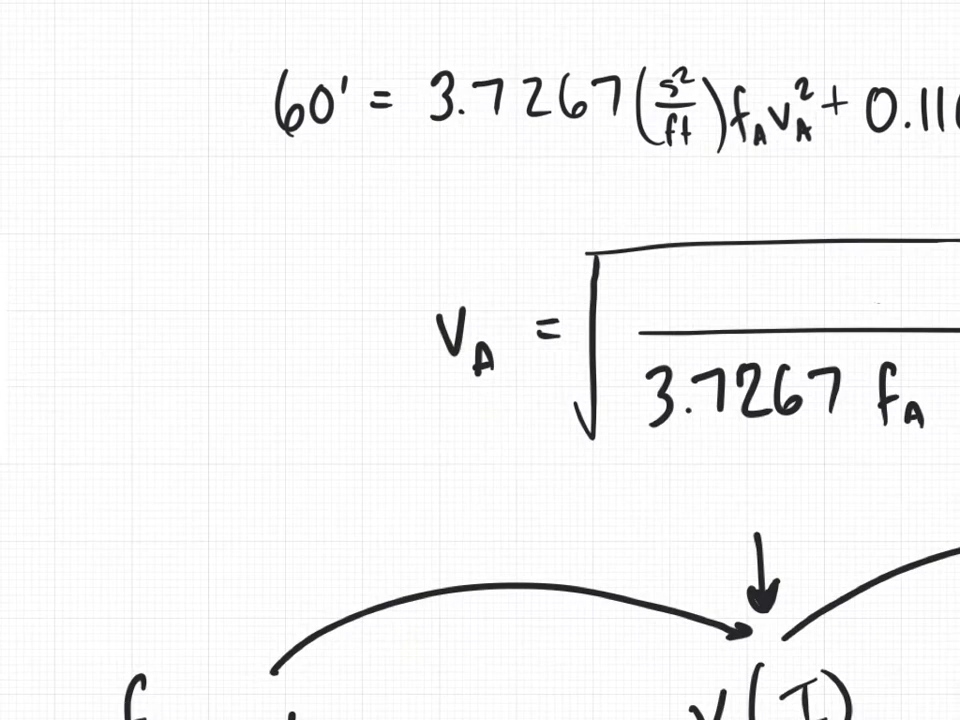 60' = 3.7267 (s²/ft) f_A v_A² + 0.11
v_A = √( / 3.7267 f_A